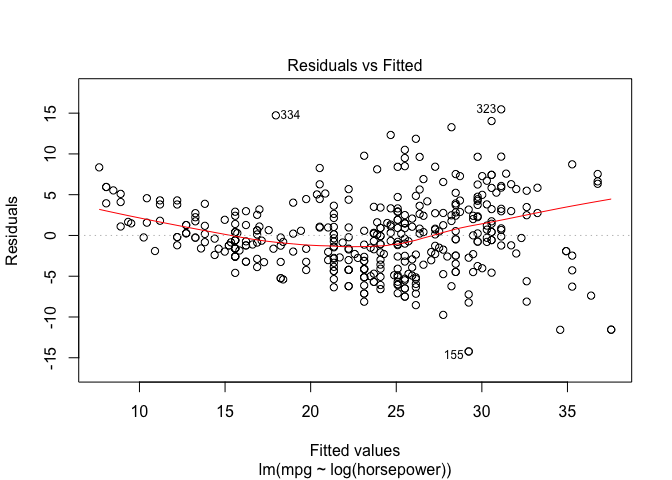 Residuals vs Fitted
Residuals
15
10
5
0
-5
-10
-15
334
323
155
10 15 20 25 30 35
Fitted values
lm(mpg ~ log(horsepower))